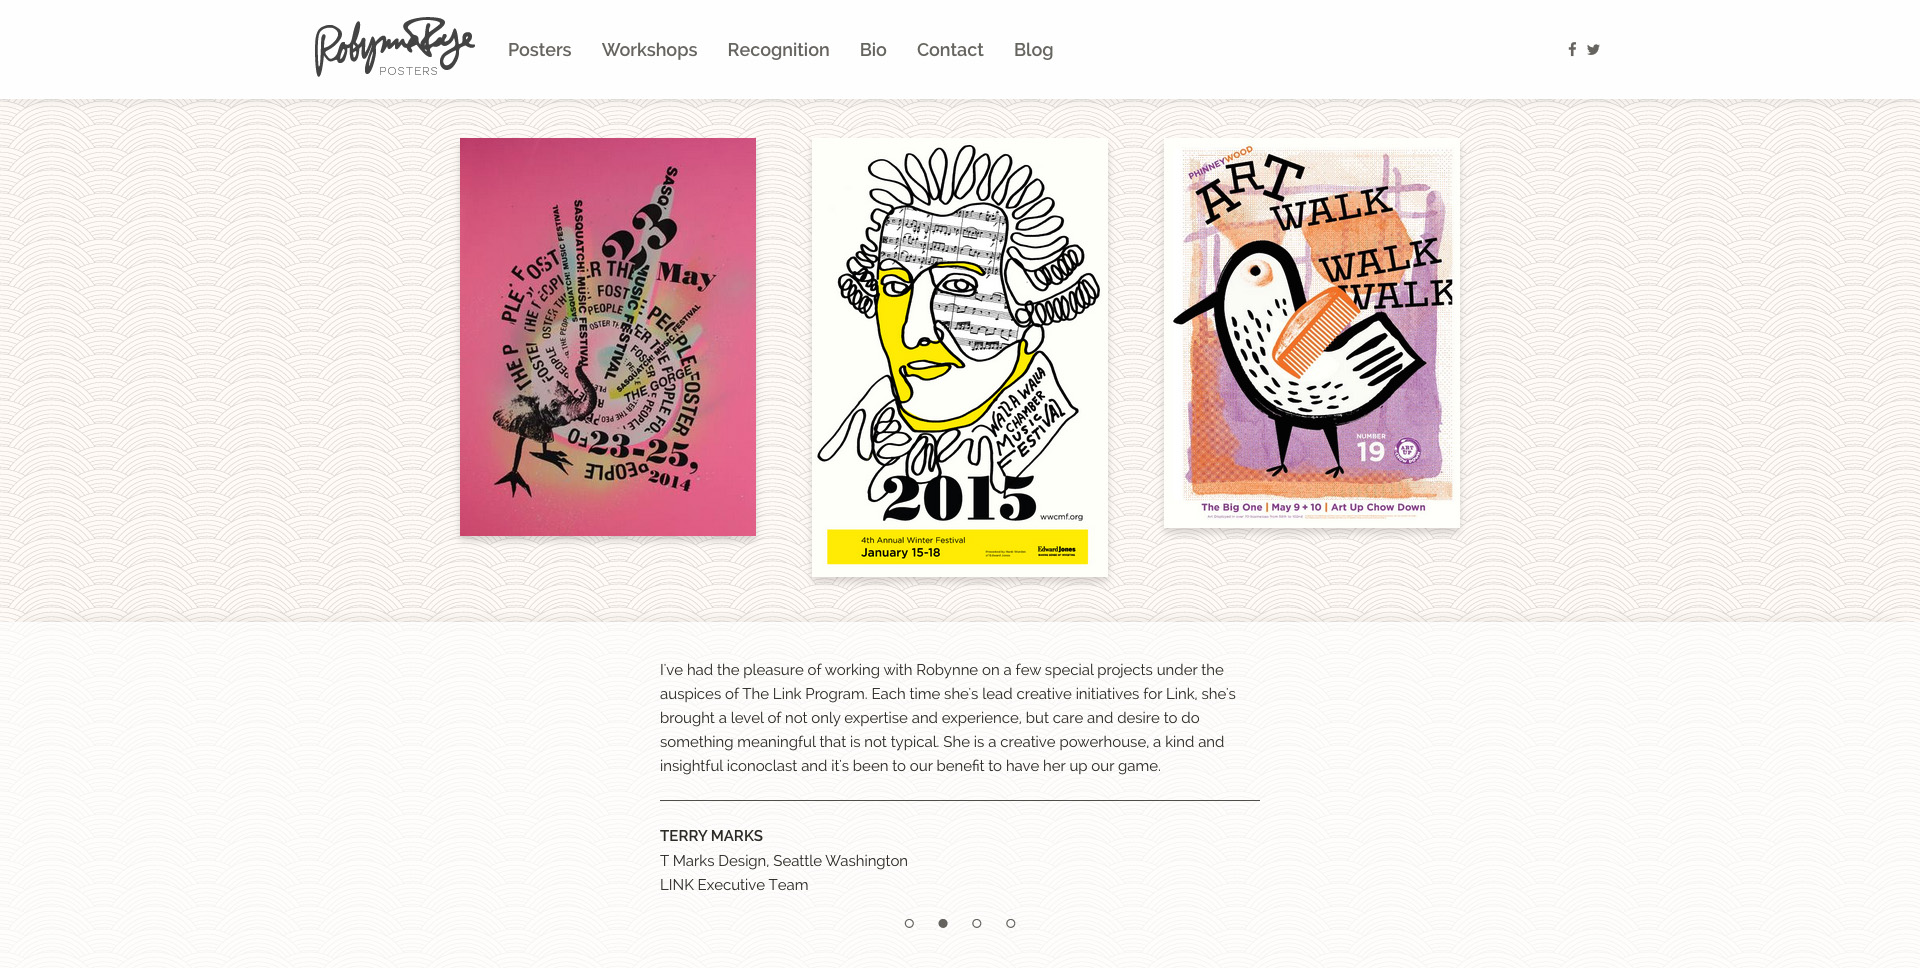 Robynne Raye
POSTERS
Posters
Workshops
Recognition
Bio
Contact
Blog
SASQUATCH! MUSIC FESTIVAL
FOSTER THE PEOPLE
23 May
THE GORGE
23-25,
2014
WALLA WALLA
CHAMBER
MUSIC
FESTIVAL
2015
wwcmf.org
4th Annual Winter Festival
January 15-18
Edward Jones
PHINNEYWOOD
ART
WALK
WALK
WALK
NUMBER
19
ART
UP
The Big One | May 9 + 10 | Art Up Chow Down
I've had the pleasure of working with Robynne on a few special projects under the
auspices of The Link Program. Each time she's lead creative initiatives for Link, she's
brought a level of not only expertise and experience, but care and desire to do
something meaningful that is not typical. She is a creative powerhouse, a kind and
insightful iconoclast and it's been to our benefit to have her up our game.
TERRY MARKS
T Marks Design, Seattle Washington
LINK Executive Team